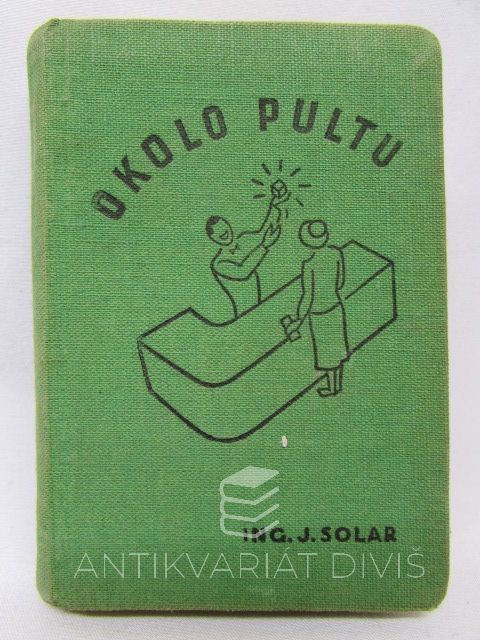 OKOLO PULTU
ING. J. SOLAR
ANTIKVARIÁT DIVIŠ